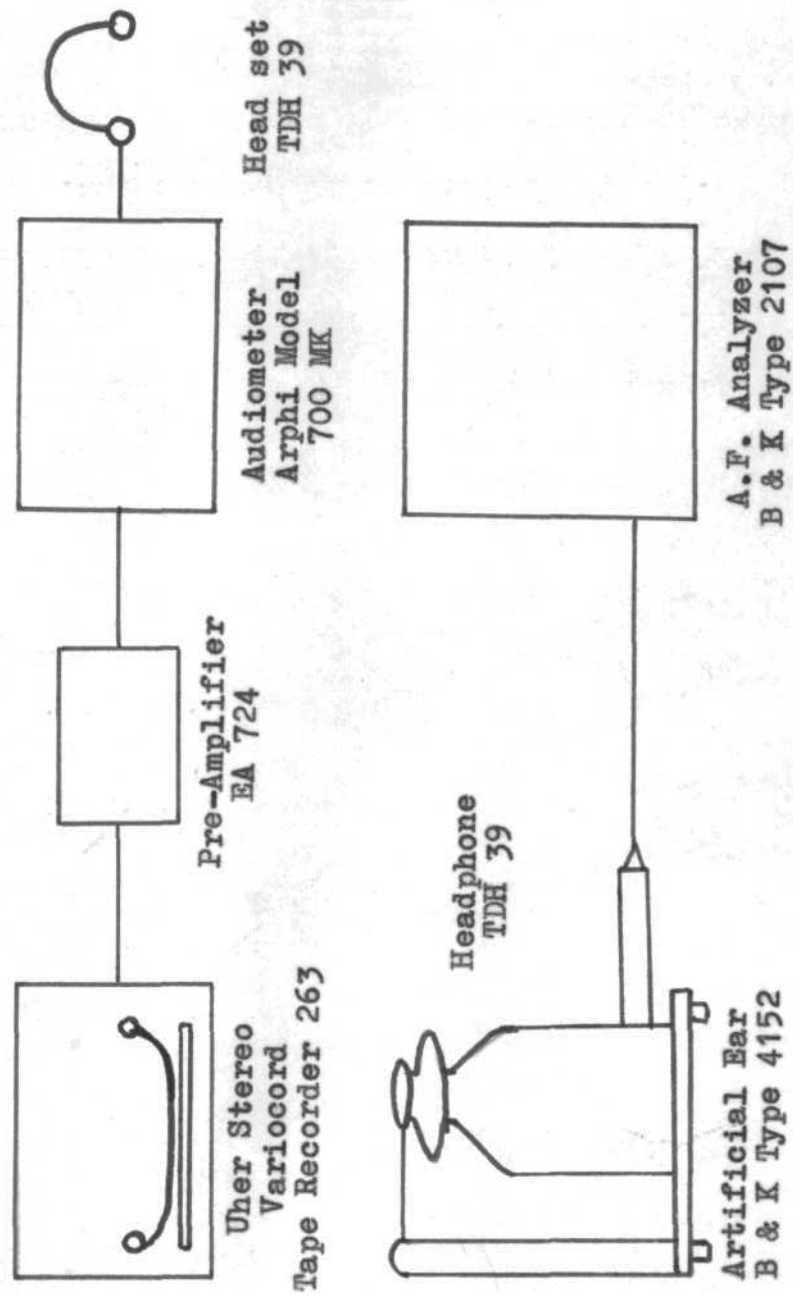 Uher Stereo
Variocord
Tape Recorder 263
Pre-Amplifier
EA 724
Audiometer
Arphi Model
700 MK
Head set
TDH 39
Artificial Ear
B & K Type 4152
Headphone
TDH 39
A.F. Analyzer
B & K Type 2107